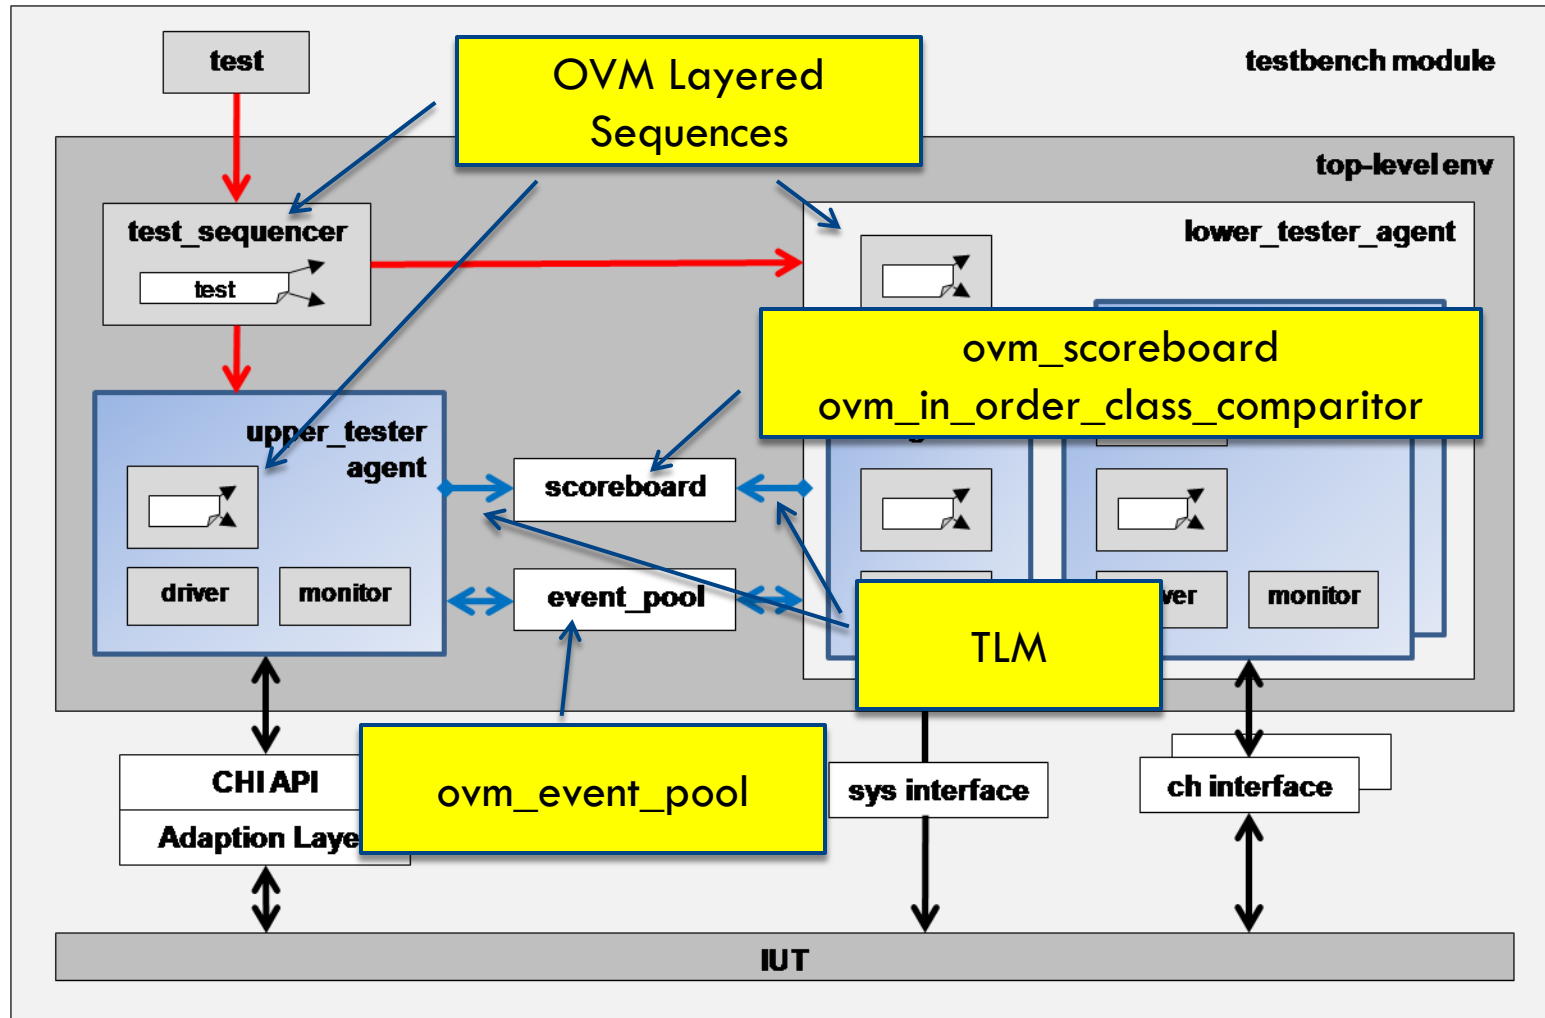 test
OVM Layered
Sequences
testbench module
top-level env
test_sequencer
test
lower_tester_agent
ovm_scoreboard
ovm_in_order_class_comparitor
upper_tester
agent
scoreboard
driver
monitor
event_pool
ver
monitor
TLM
CHI API
Adaption Laye
ovm_event_pool
sys interface
ch interface
IUT